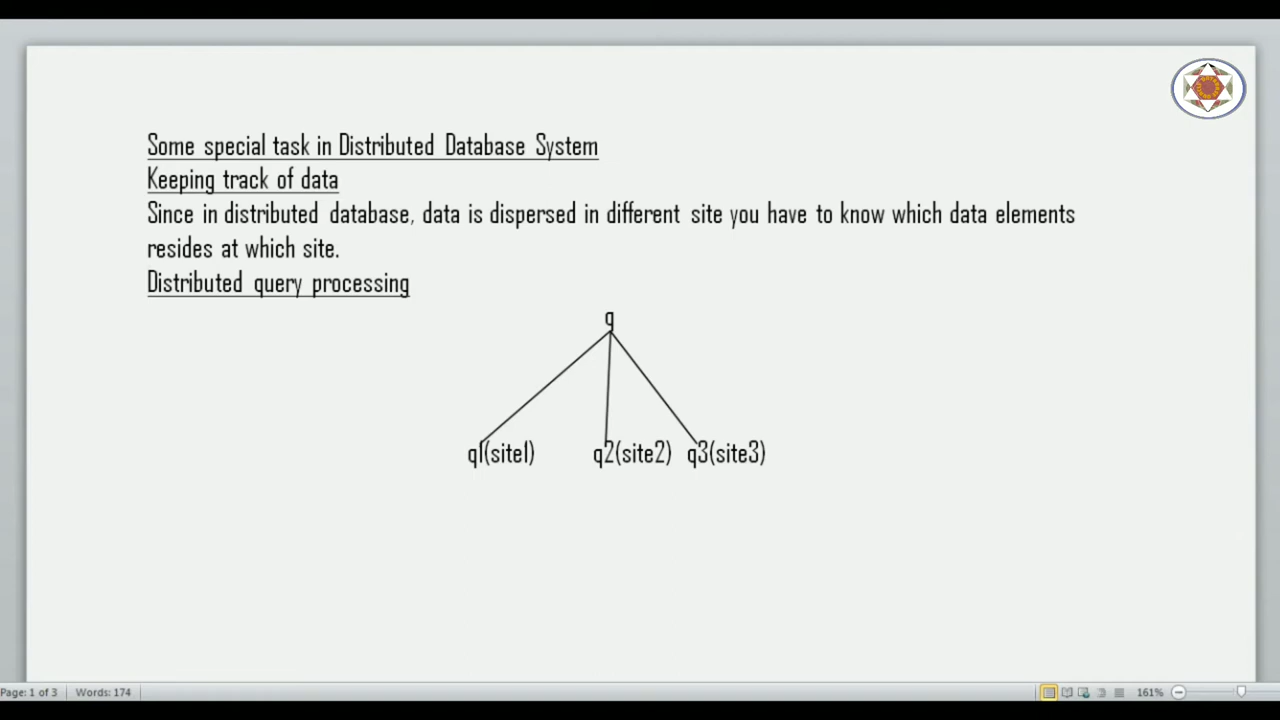 Some special task in Distributed Database System
Keeping track of data
Since in distributed database, data is dispersed in different site you have to know which data elements
resides at which site.
Distributed query processing
q
q1(site1) q2(site2) q3(site3)
Page: 1 of 3 Words: 174 161%